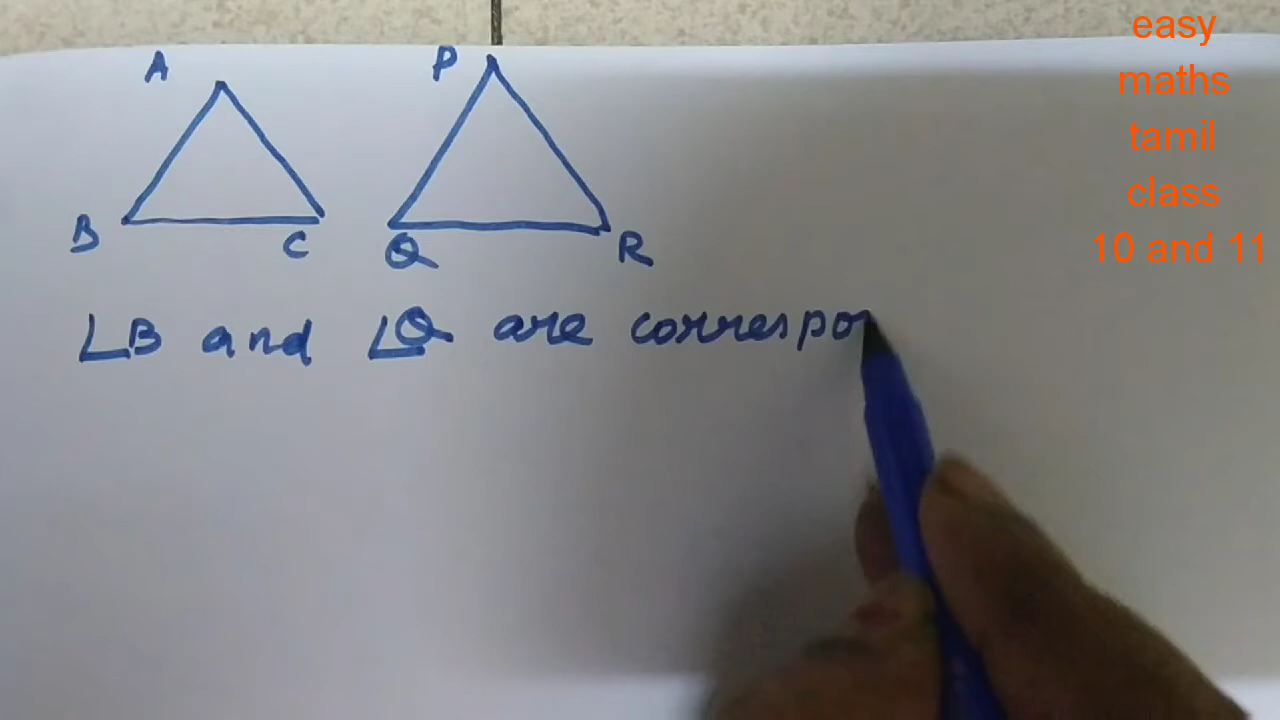 A
P
B
C
Q
R
∠B and ∠Q are correspo
easy
maths
tamil
class
10 and 11